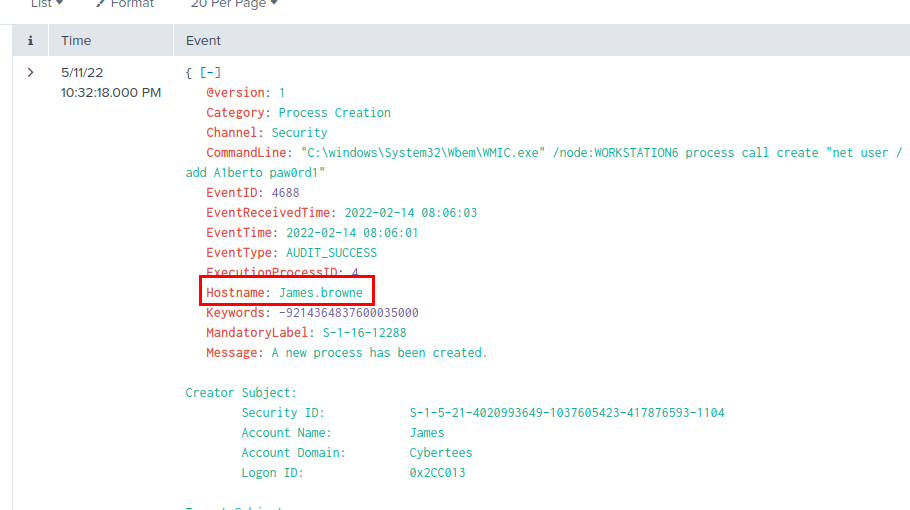 List Format 20 Per Page
i Time Event
5/11/22 { [-]
10:32:18.000 PM @version: 1
Category: Process Creation
Channel: Security
CommandLine: "C:\windows\System32\Wbem\WMIC.exe" /node:WORKSTATION6 process call create "net user /
add A1berto paw0rd1"
EventID: 4688
EventReceivedTime: 2022-02-14 08:06:03
EventTime: 2022-02-14 08:06:01
EventType: AUDIT_SUCCESS
ExecutionProcessID: 4
Hostname: James.browne
Keywords: -9214364837600035000
MandatoryLabel: S-1-16-12288
Message: A new process has been created.
Creator Subject:
Security ID: S-1-5-21-4020993649-1037605423-417876593-1104
Account Name: James
Account Domain: Cybertees
Logon ID: 0x2CC013